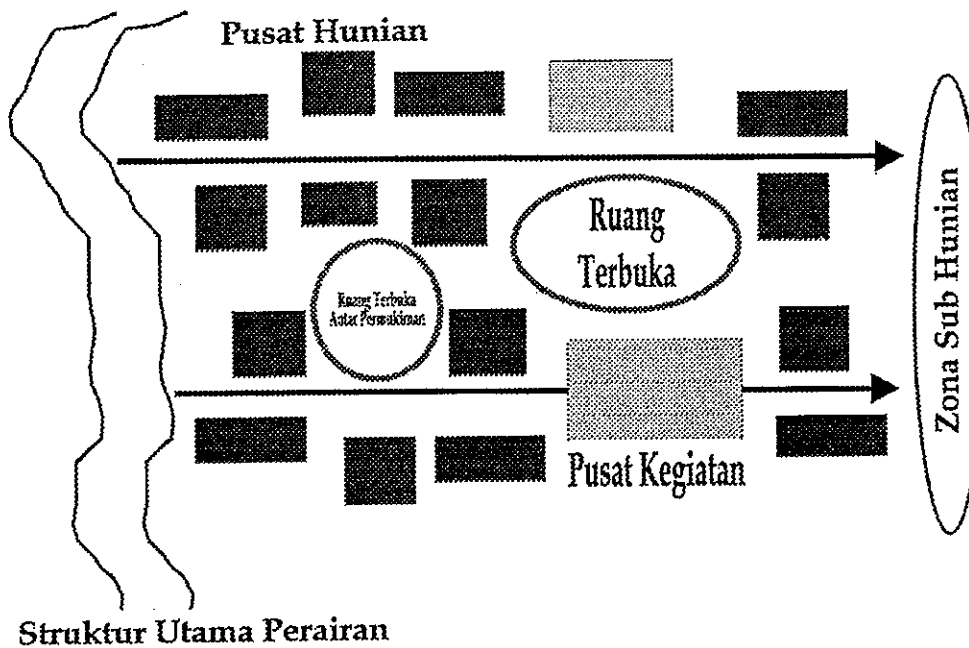 Pusat Hunian
Ruang
Terbuka
Ruang Terbuka
Antar Permukiman
Zona Sub Hunian
Pusat Kegiatan
Struktur Utama Perairan